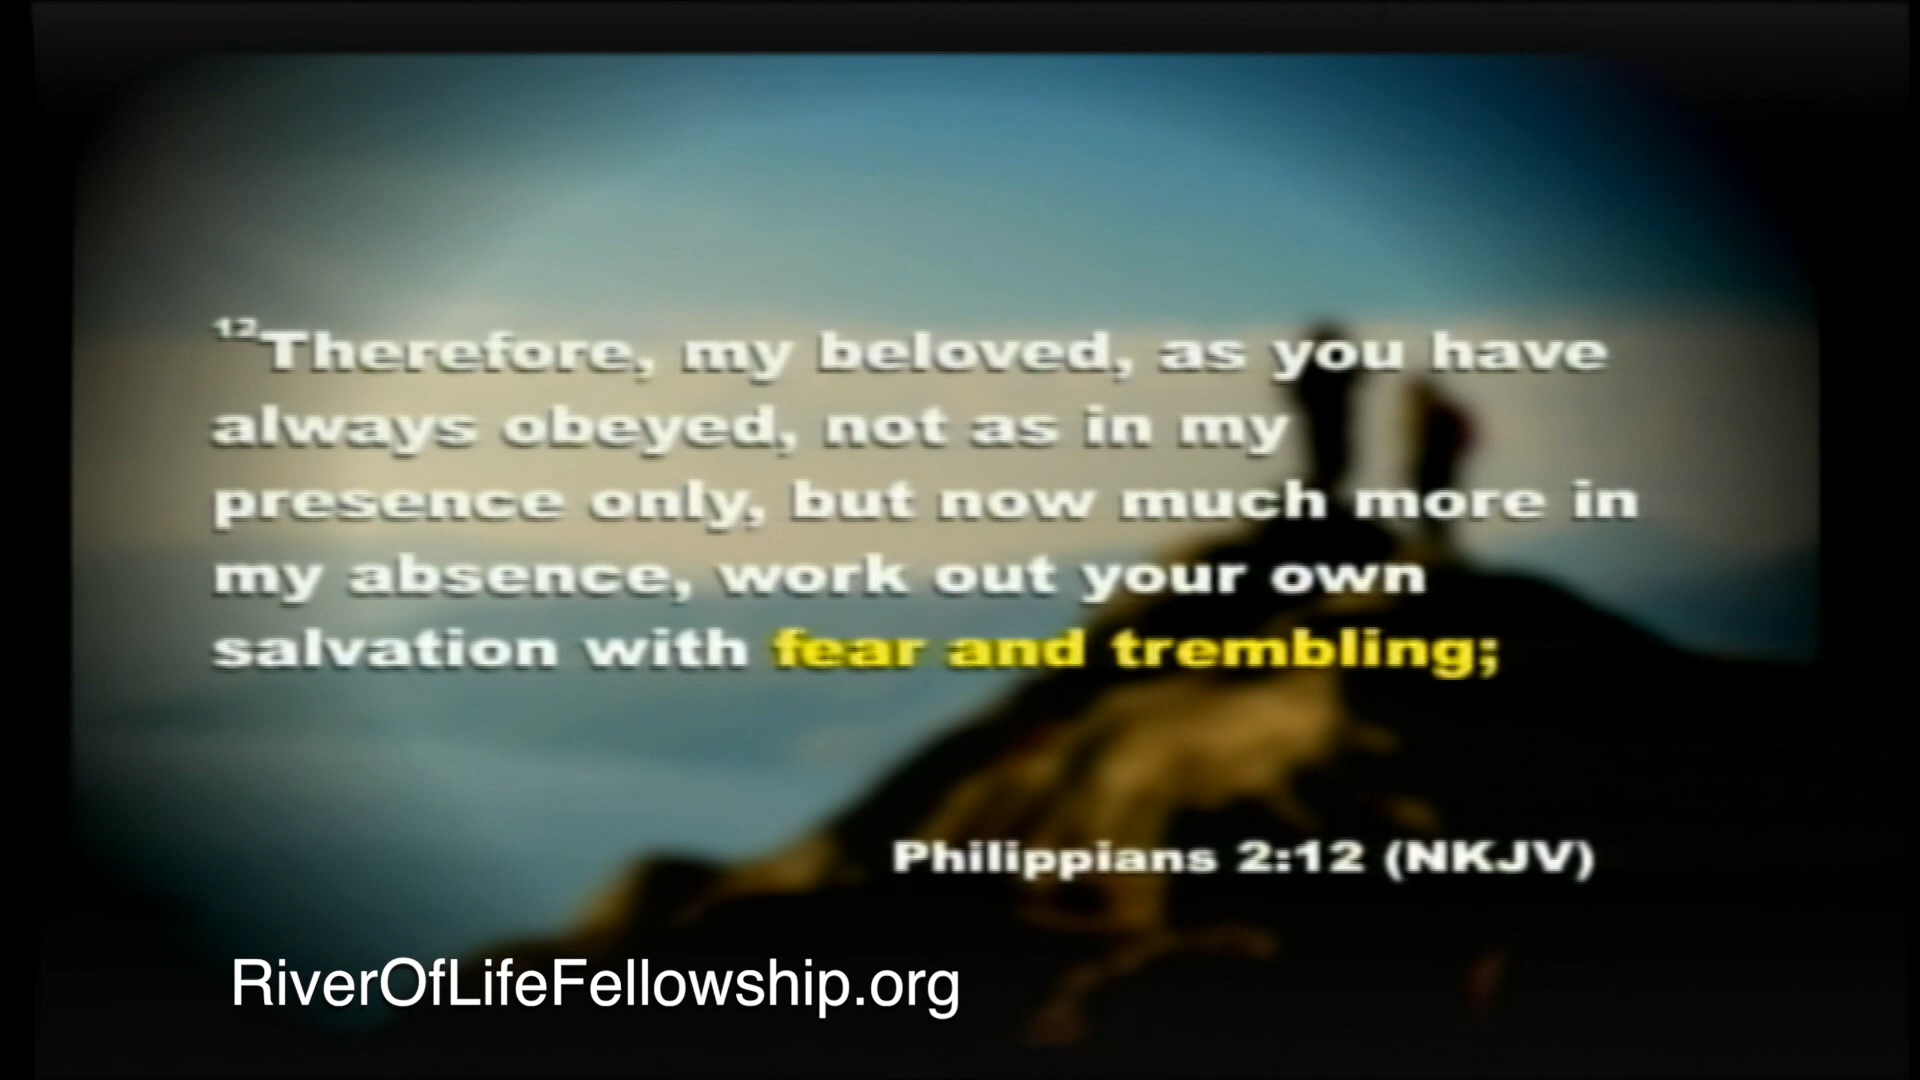 12Therefore, my beloved, as you have
always obeyed, not as in my
presence only, but now much more in
my absence, work out your own
salvation with fear and trembling;
Philippians 2:12 (NKJV)
RiverOfLifeFellowship.org